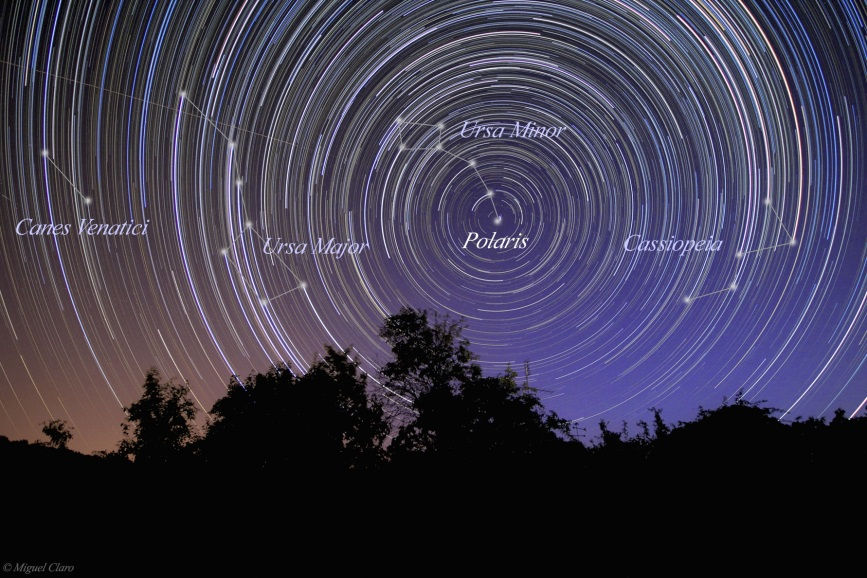 Ursa Minor
Canes Venatici
Ursa Major
Polaris
Cassiopeia
© Miguel Claro